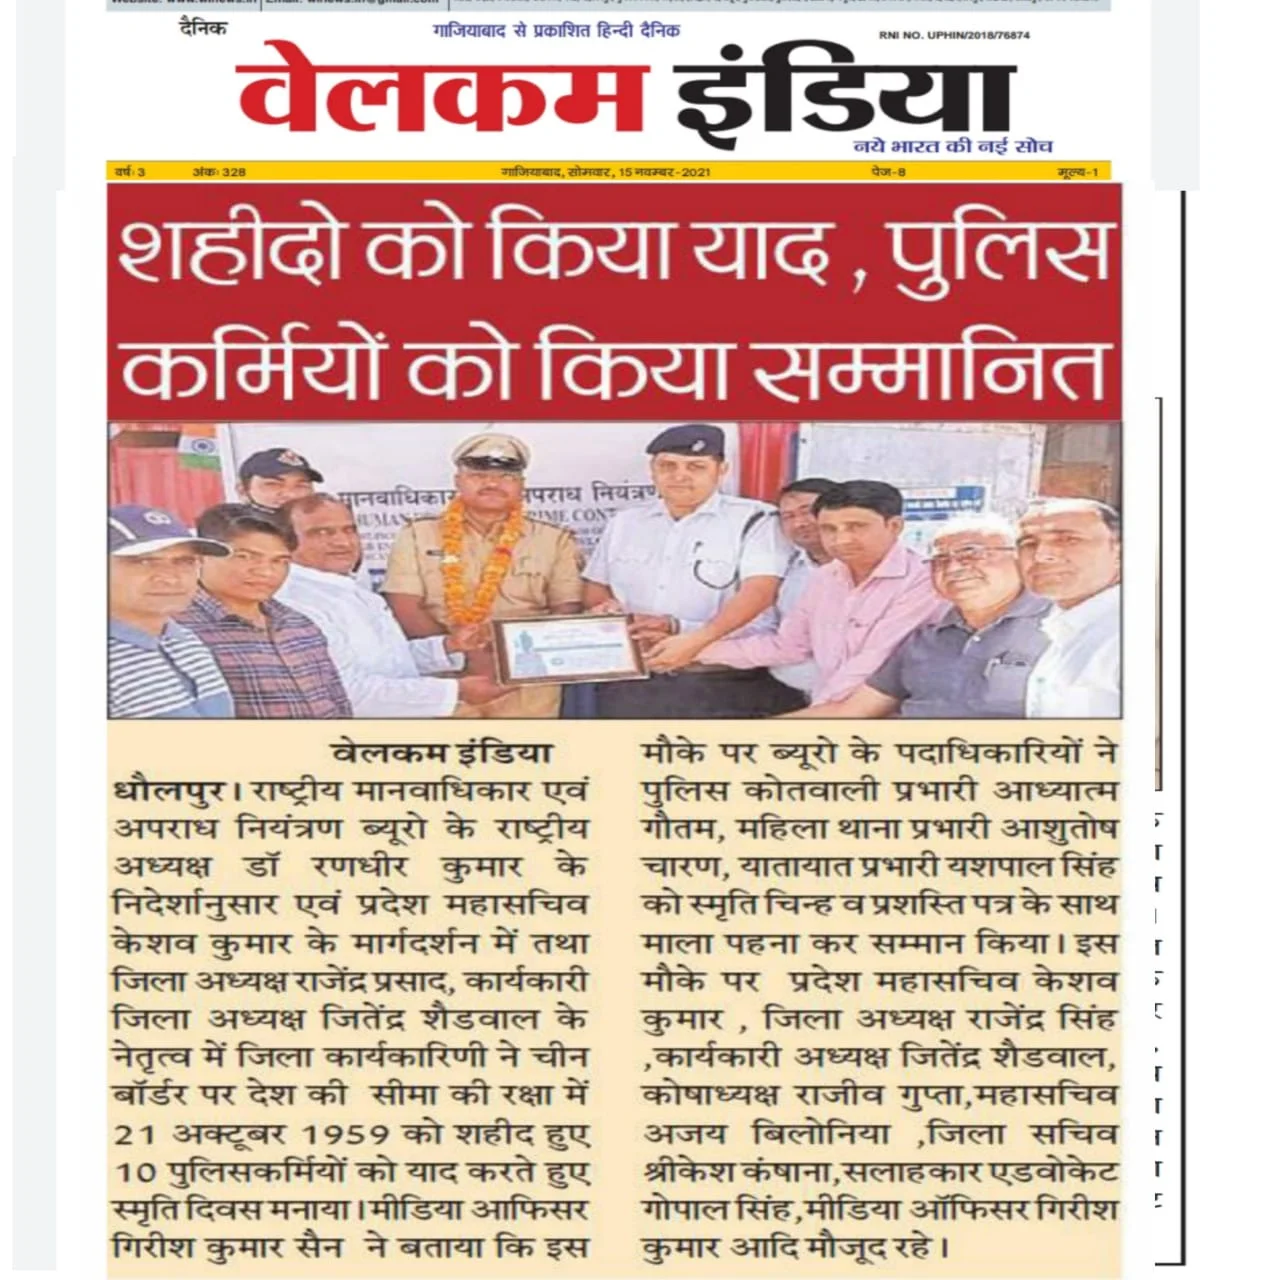 दैनिक
गाजियाबाद से प्रकाशित हिन्दी दैनिक
RNI NO. UPHIN/2018/76874
वेलकम इंडिया
नये भारत की नई सोच
वर्ष: 3 अंक: 328 गाजियाबाद, सोमवार, 15 नवम्बर-2021 पेज-8 मूल्य-1
शहीदो को किया याद , पुलिस
कर्मियों को किया सम्मानित
मानवाधिकार अपराध नियंत्रण
वेलकम इंडिया
धौलपुर। राष्ट्रीय मानवाधिकार एवं
अपराध नियंत्रण ब्यूरो के राष्ट्रीय
अध्यक्ष डॉ रणधीर कुमार के
निदेर्शानुसार एवं प्रदेश महासचिव
केशव कुमार के मार्गदर्शन में तथा
जिला अध्यक्ष राजेंद्र प्रसाद, कार्यकारी
जिला अध्यक्ष जितेंद्र शैडवाल के
नेतृत्व में जिला कार्यकारिणी ने चीन
बॉर्डर पर देश की सीमा की रक्षा में
21 अक्टूबर 1959 को शहीद हुए
10 पुलिसकर्मियों को याद करते हुए
स्मृति दिवस मनाया। मीडिया आफिसर
गिरीश कुमार सैन ने बताया कि इस
मौके पर ब्यूरो के पदाधिकारियों ने
पुलिस कोतवाली प्रभारी आध्यात्म
गौतम, महिला थाना प्रभारी आशुतोष
चारण, यातायात प्रभारी यशपाल सिंह
को स्मृति चिन्ह व प्रशस्ति पत्र के साथ
माला पहना कर सम्मान किया। इस
मौके पर प्रदेश महासचिव केशव
कुमार , जिला अध्यक्ष राजेंद्र सिंह
,कार्यकारी अध्यक्ष जितेंद्र शैडवाल,
कोषाध्यक्ष राजीव गुप्ता,महासचिव
अजय बिलोनिया ,जिला सचिव
श्रीकेश कंषाना,सलाहकार एडवोकेट
गोपाल सिंह,मीडिया ऑफिसर गिरीश
कुमार आदि मौजूद रहे।